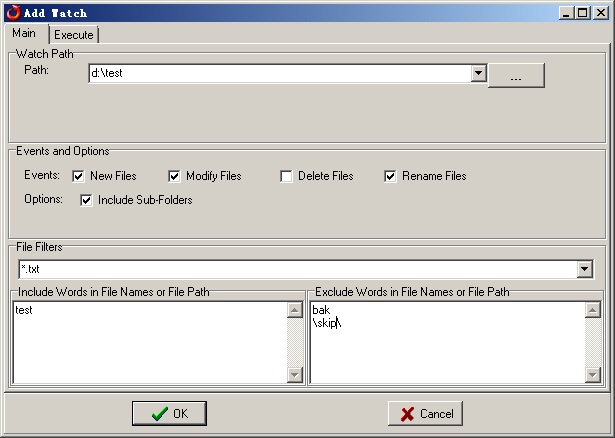 Add Watch
Main Execute
Watch Path
Path: d:\test ...
Events and Options
Events: New Files Modify Files Delete Files Rename Files
Options: Include Sub-Folders
File Filters
*.txt
Include Words in File Names or File Path
test
Exclude Words in File Names or File Path
bak
\skip\
OK Cancel